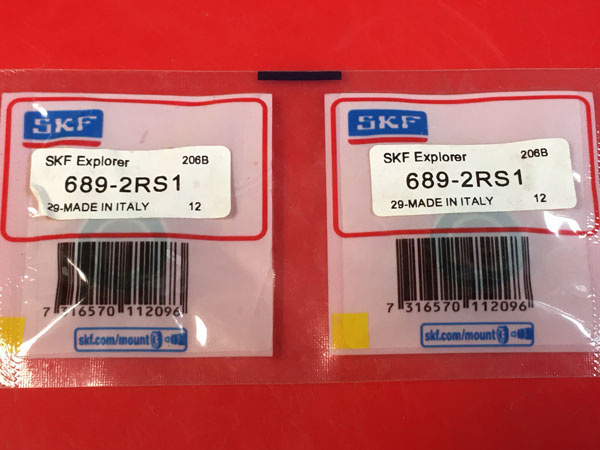 SKF
SKF Explorer 206B
689-2RS1
29-MADE IN ITALY 12
7 316570 112096
skf.com/mount
SKF
SKF Explorer 206B
689-2RS1
29-MADE IN ITALY 12
7 316570 112096
skf.com/mount